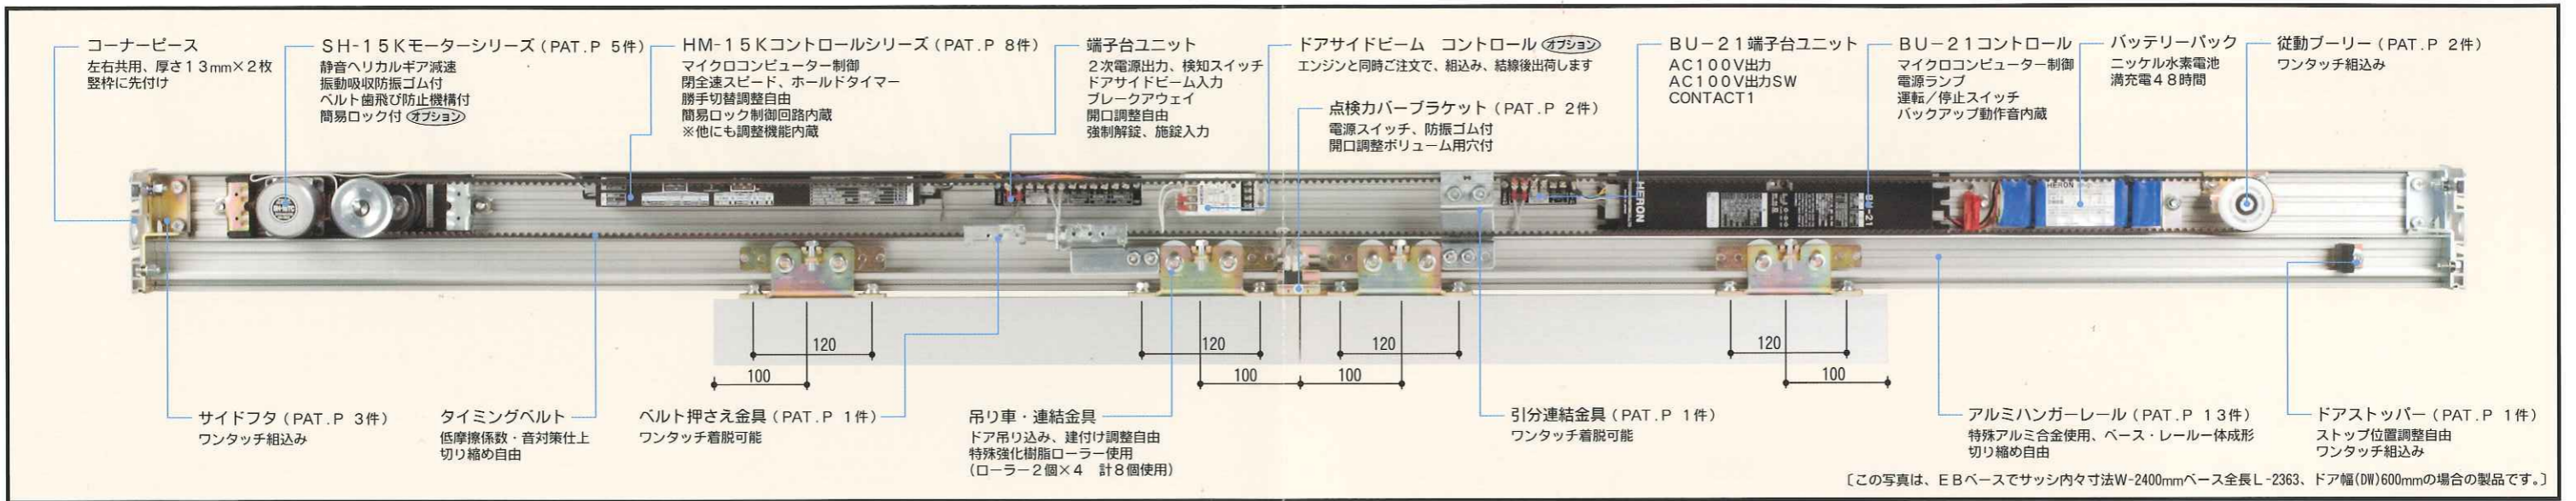 コーナーピース
左右共用、厚さ13mm×2枚
竪枠に先付け
SH-15Kモーターシリーズ(PAT.P 5件)
静音ヘリカルギア減速
振動吸収防振ゴム付
ベルト歯飛び防止機構付
簡易ロック付 オプション
HM-15Kコントロールシリーズ(PAT.P 8件)
マイクロコンピューター制御
開全速スピード、ホールドタイマー
勝手切替調整自由
簡易ロック制御回路内蔵
※他にも調整機能内蔵
端子台ユニット
2次電源出力、検知スイッチ
ドアサイドビーム入力
ブレークアウェイ
開口調整自由
強制解錠、施錠入力
ドアサイドビーム コントロール オプション
エンジンと同時ご注文で、組込み、結線後出荷します
点検カバーブラケット(PAT.P 2件)
電源スイッチ、防振ゴム付
開口調整ボリューム用穴付
BU-21端子台ユニット
AC100V出力
AC100V出力SW
CONTACT1
BU-21コントロール
マイクロコンピューター制御
電源ランプ
運転/停止スイッチ
バックアップ動作音内蔵
バッテリーパック
ニッケル水素電池
満充電48時間
従動プーリー(PAT.P 2件)
ワンタッチ組込み
HERON
BU-21
HERON
120
120
120
120
100
100
100
100
サイドフタ(PAT.P 3件)
ワンタッチ組込み
タイミングベルト
低摩擦係数・音対策仕上
切り縮め自由
ベルト押さえ金具(PAT.P 1件)
ワンタッチ着脱可能
吊り車・連結金具
ドア吊り込み、建付け調整自由
特殊強化樹脂ローラー使用
(ローラー2個×4 計8個使用)
引分連結金具(PAT.P 1件)
ワンタッチ着脱可能
アルミハンガーレール(PAT.P 13件)
特殊アルミ合金使用、ベース・レール一体成形
切り縮め自由
ドアストッパー(PAT.P 1件)
ストップ位置調整自由
ワンタッチ組込み
〔この写真は、EBベースでサッシ内々寸法W-2400mmベース全長L-2363、ドア幅(DW)600mmの場合の製品です。〕